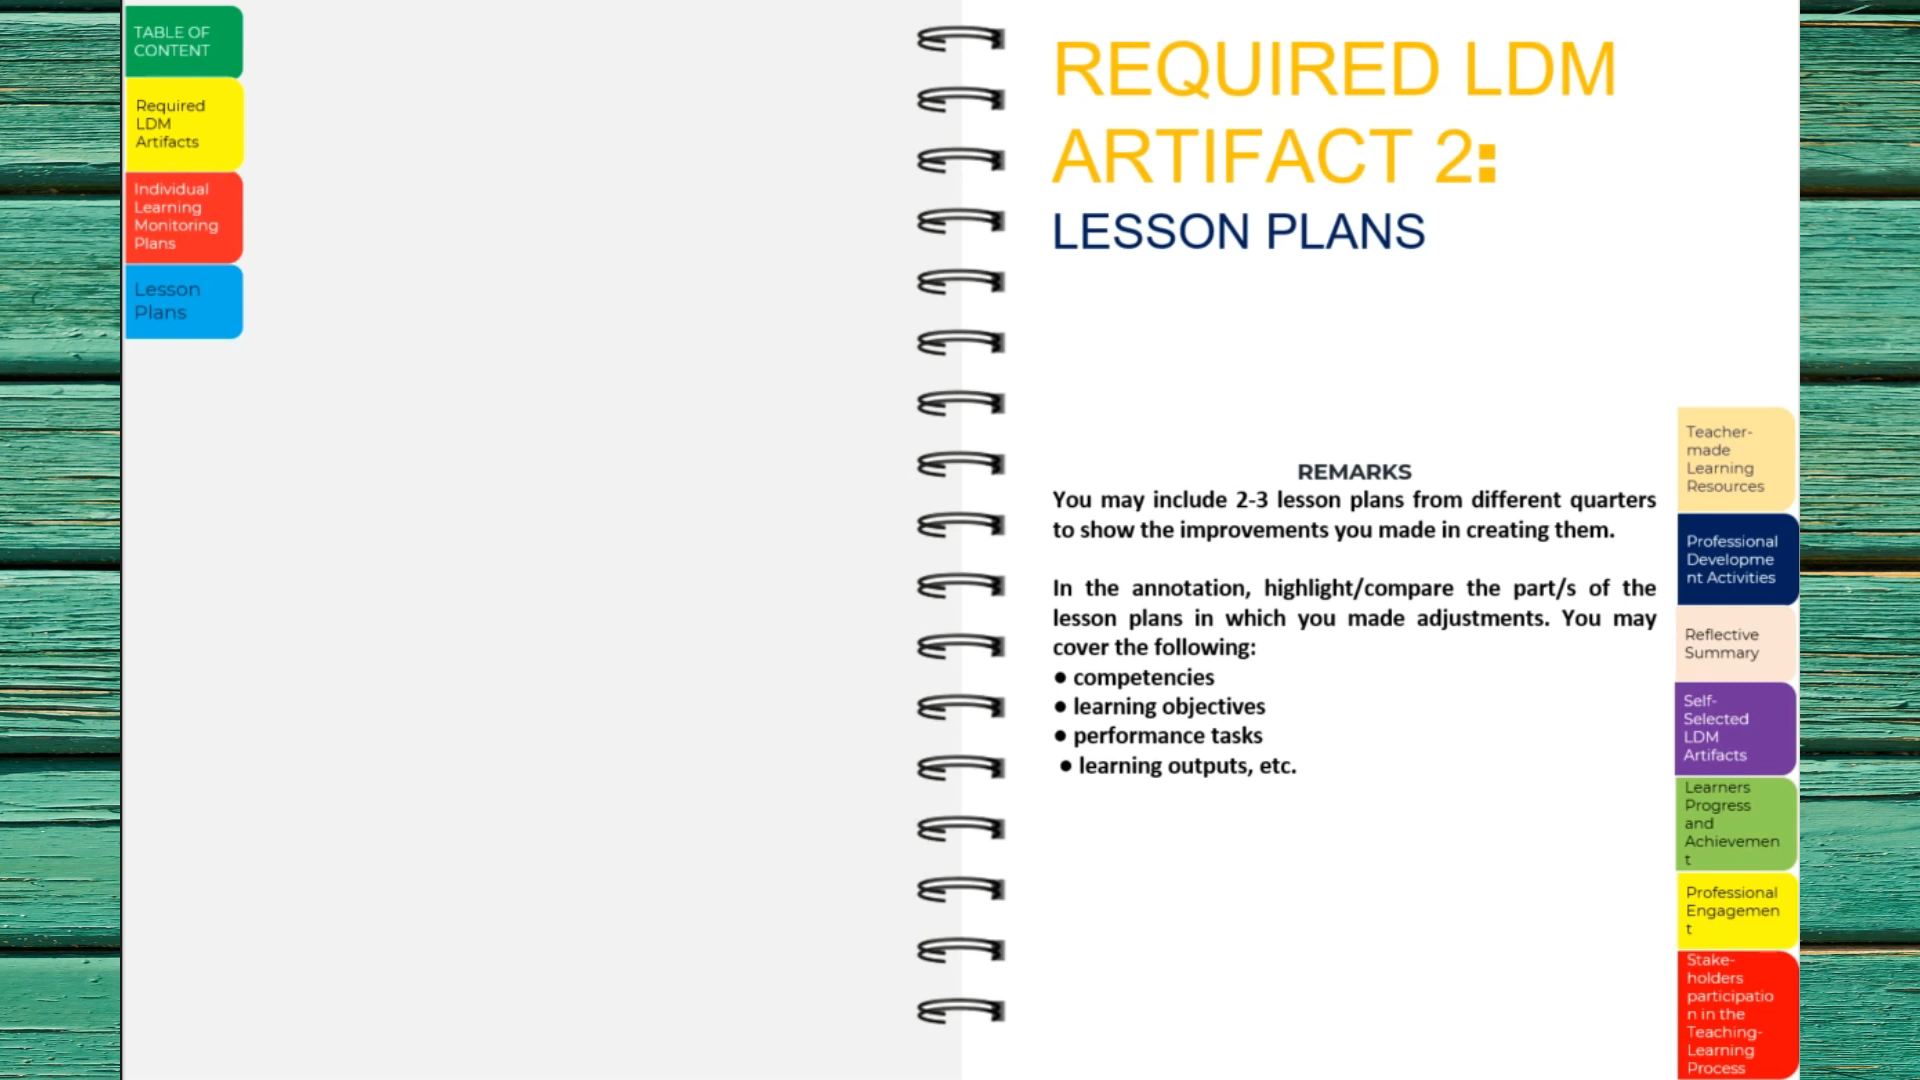 TABLE OF
CONTENT
Required
LDM
Artifacts
Individual
Learning
Monitoring
Plans
Lesson
Plans
REQUIRED LDM
ARTIFACT 2:
LESSON PLANS
REMARKS
You may include 2-3 lesson plans from different quarters
to show the improvements you made in creating them.
In the annotation, highlight/compare the part/s of the
lesson plans in which you made adjustments. You may
cover the following:
● competencies
● learning objectives
● performance tasks
● learning outputs, etc.
Teacher-
made
Learning
Resources
Professional
Developme
nt Activities
Reflective
Summary
Self-
Selected
LDM
Artifacts
Learners
Progress
and
Achievemen
t
Professional
Engagemen
t
Stake-
holders
participatio
n in the
Teaching-
Learning
Process